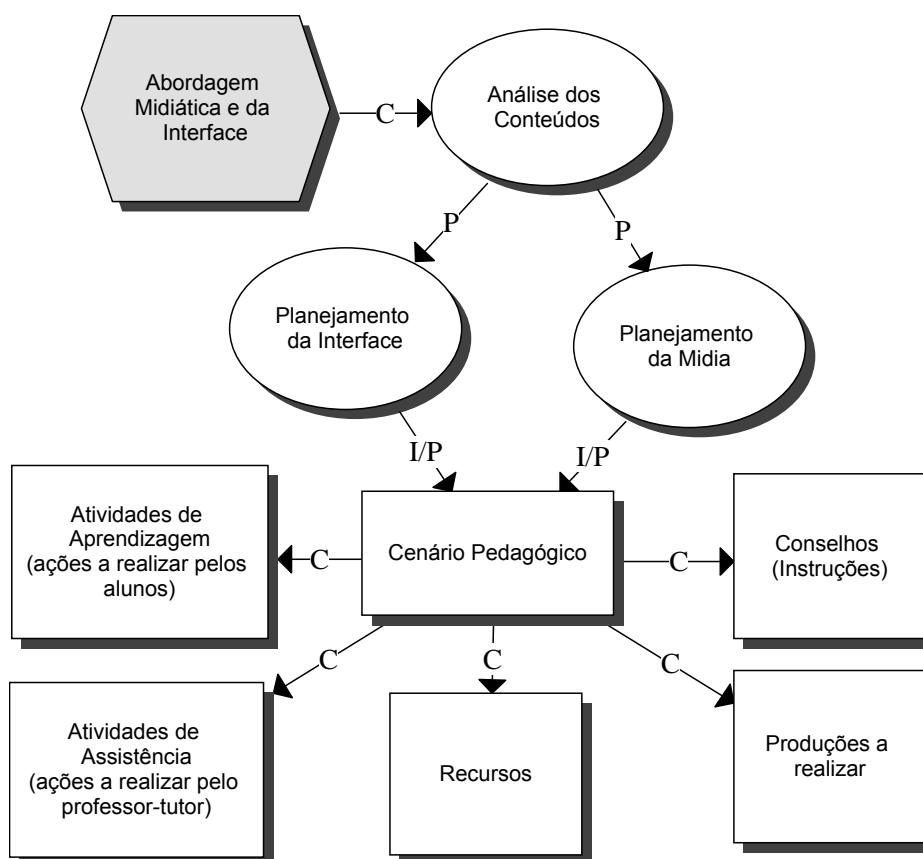 Abordagem
Midiática e da
Interface
C
Análise dos
Conteúdos
P
P
Planejamento
da Interface
Planejamento
da Midia
I/P
I/P
Atividades de
Aprendizagem
(ações a realizar pelos
alunos)
C
Cenário Pedagógico
C
Conselhos
(Instruções)
C
C
C
Atividades de
Assistência
(ações a realizar pelo
professor-tutor)
Recursos
Produções a
realizar